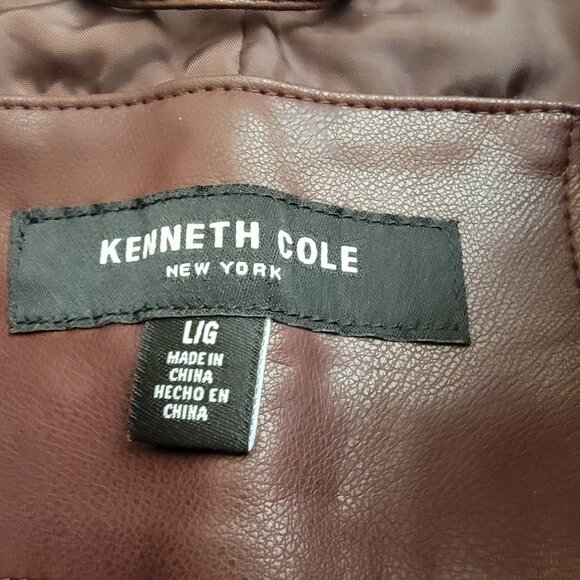 KENNETH COLE
NEW YORK
L/G
MADE IN
CHINA
HECHO EN
CHINA